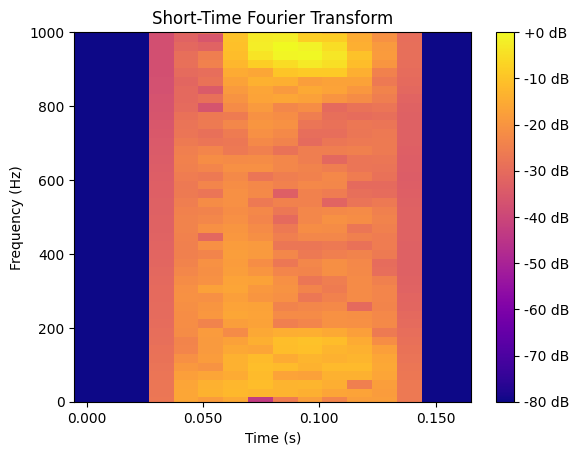 Short-Time Fourier Transform
Frequency (Hz)
1000
800
600
400
200
0
0.000
0.050
0.100
0.150
Time (s)
+0 dB
-10 dB
-20 dB
-30 dB
-40 dB
-50 dB
-60 dB
-70 dB
-80 dB